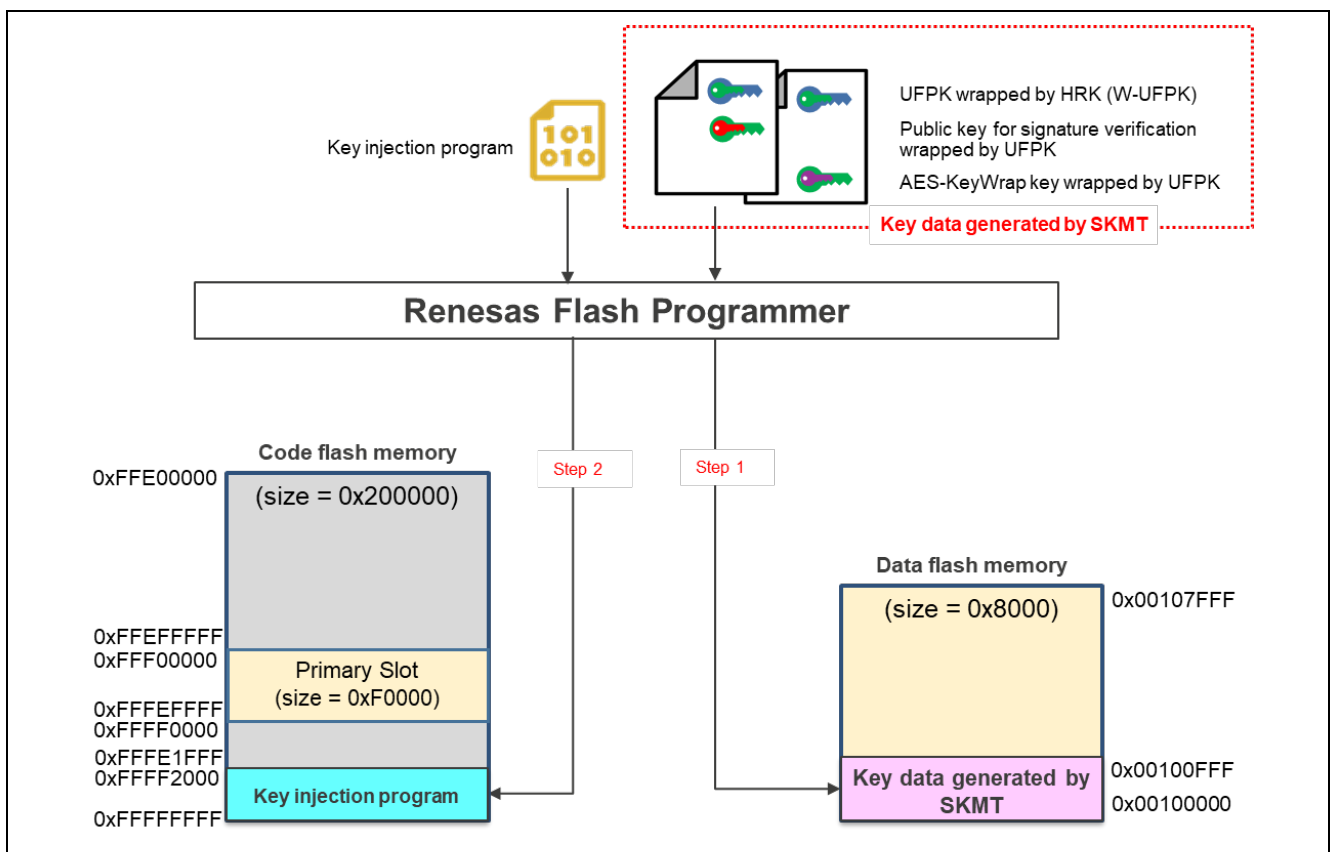 Key injection program
101
010
UFPK wrapped by HRK (W-UFPK)
Public key for signature verification
wrapped by UFPK
AES-KeyWrap key wrapped by UFPK
Key data generated by SKMT
Renesas Flash Programmer
Step 2
Step 1
Code flash memory
0xFFE00000
(size = 0x200000)
0xFFEFFFFF
0xFFF00000
Primary Slot
(size = 0xF0000)
0xFFFEFFFF
0xFFFF0000
0xFFFE1FFF
0xFFFF2000
Key injection program
0xFFFFFFFF
Data flash memory
(size = 0x8000)
0x00107FFF
Key data generated by
SKMT
0x00100FFF
0x00100000